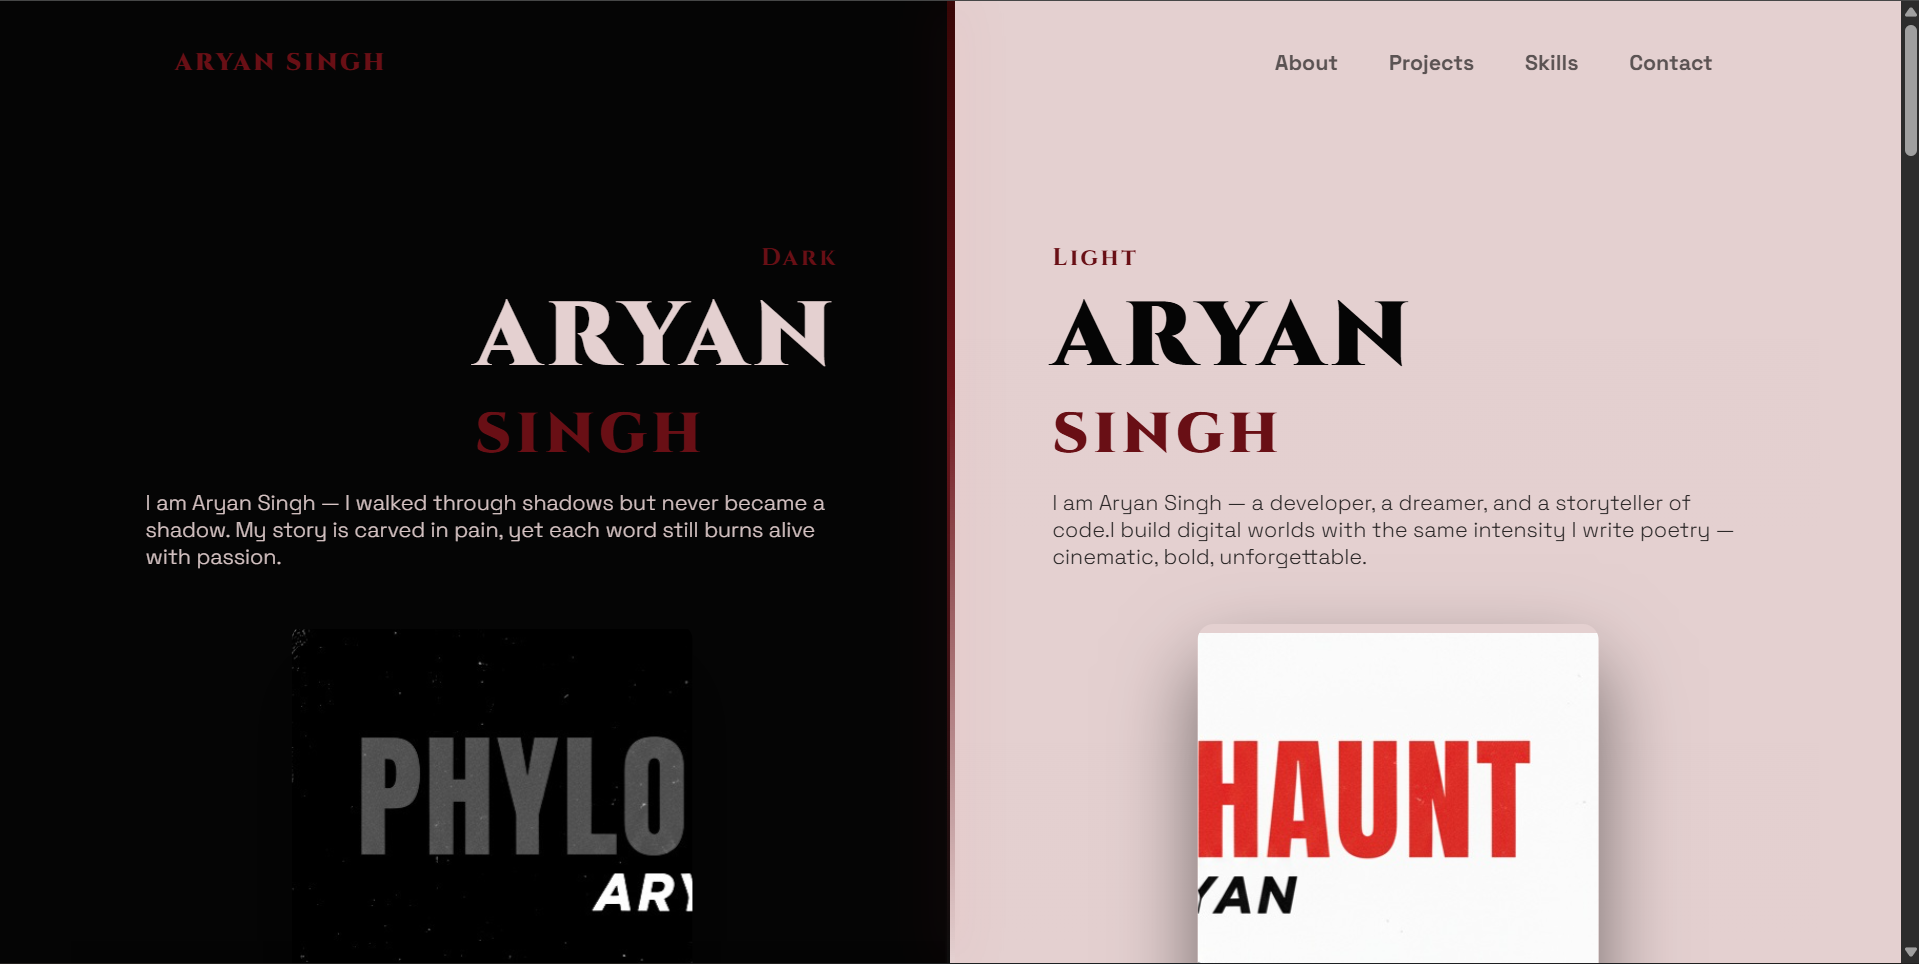 ARYAN SINGH
About Projects Skills Contact
DARK
ARYAN
SINGH
I am Aryan Singh — I walked through shadows but never became a
shadow. My story is carved in pain, yet each word still burns alive
with passion.
PHYLO
ARY
LIGHT
ARYAN
SINGH
I am Aryan Singh — a developer, a dreamer, and a storyteller of
code.I build digital worlds with the same intensity I write poetry —
cinematic, bold, unforgettable.
HAUNT
YAN